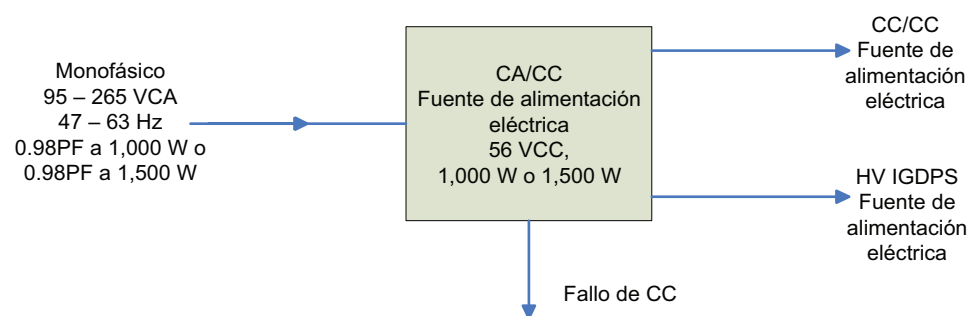 Monofásico
95 – 265 VCA
47 – 63 Hz
0.98PF a 1,000 W o
0.98PF a 1,500 W
CA/CC
Fuente de alimentación
eléctrica
56 VCC,
1,000 W o 1,500 W
CC/CC
Fuente de
alimentación
eléctrica
HV IGDPS
Fuente de
alimentación
eléctrica
Fallo de CC